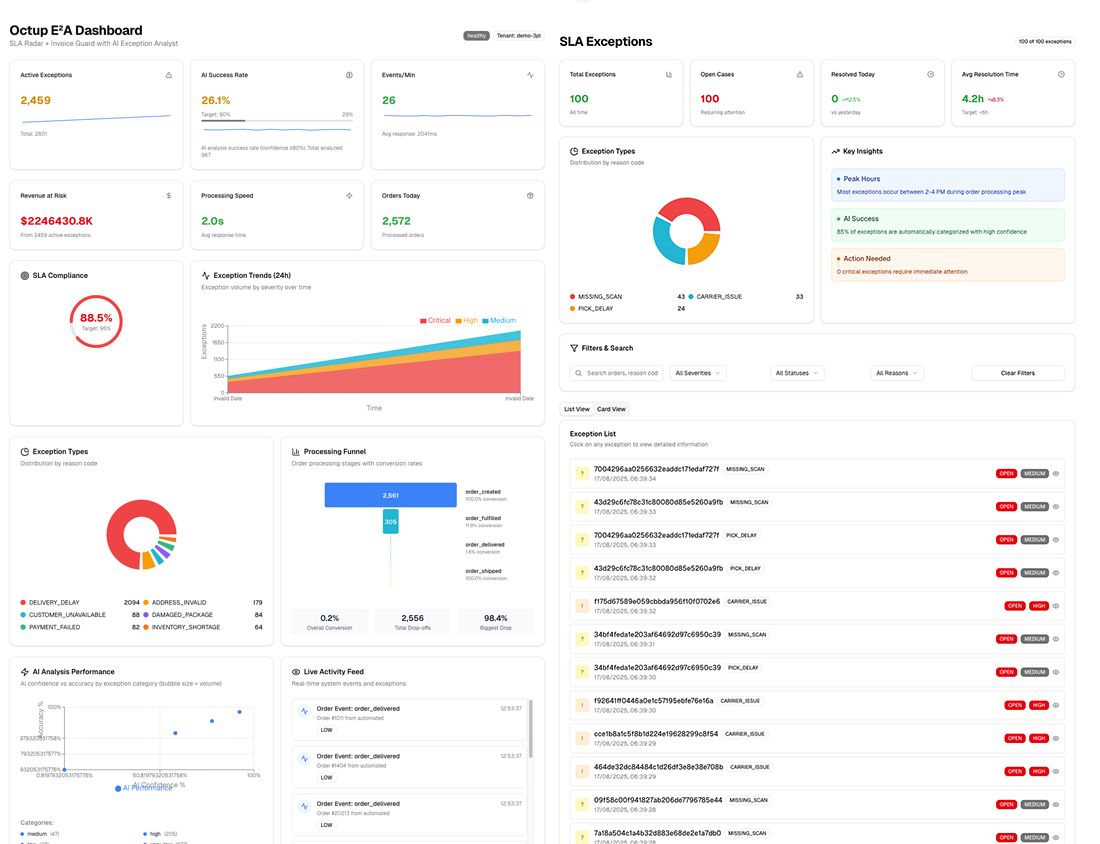 Octup E²A Dashboard
SLA Radar + Invoice Guard with AI Exception Analyst
healthy
Tenant: demo-3pl
Active Exceptions
2,459
Total: 2601
AI Success Rate
26.1%
Target: 90%
29%
AI analysis success rate (confidence ≥80%). Total analyzed:
967
Events/Min
26
Avg response: 2041ms
Revenue at Risk
$
$2246430.8K
From 2459 active exceptions
Processing Speed
2.0s
Avg response time
Orders Today
2,572
Processed orders
SLA Compliance
88.5%
Target: 95%
Exception Trends (24h)
Exception volume by severity over time
Critical
High
Medium
Exceptions
2200
1650
1100
550
0
Invalid Date
Invalid Date
Time
Exception Types
Distribution by reason code
DELIVERY_DELAY 2094
ADDRESS_INVALID 179
CUSTOMER_UNAVAILABLE 88
DAMAGED_PACKAGE 84
PAYMENT_FAILED 82
INVENTORY_SHORTAGE 64
Processing Funnel
Order processing stages with conversion rates
2,561
305
order_created
100.0% conversion
order_fulfilled
11.9% conversion
order_delivered
1.6% conversion
order_shipped
100.0% conversion
0.2%
Overall Conversion
2,556
Total Drop-offs
98.4%
Biggest Drop
AI Analysis Performance
AI confidence vs accuracy by exception category (bubble size = volume)
Accuracy %
100%
979320531758%
793205317578%
932053175776%
0.8197932053175776%
50.81979320531758%
100%
AI Confidence %
AI Performance
Categories:
medium (47)
high (205)
Live Activity Feed
Real-time system events and exceptions
Order Event: order_delivered
12:53:37
Order #1011 from automated
LOW
Order Event: order_delivered
12:53:37
Order #1404 from automated
LOW
Order Event: order_delivered
12:53:37
Order #20213 from automated
LOW
SLA Exceptions
100 of 100 exceptions
Total Exceptions
100
All time
Open Cases
100
Requiring attention
Resolved Today
0
12.5%
vs yesterday
Avg Resolution Time
4.2h
-8.3%
Target: <6h
Exception Types
Distribution by reason code
MISSING_SCAN 43
CARRIER_ISSUE 33
PICK_DELAY 24
Key Insights
Peak Hours
Most exceptions occur between 2-4 PM during order processing peak
AI Success
85% of exceptions are automatically categorized with high confidence
Action Needed
0 critical exceptions require immediate attention
Filters & Search
Search orders, reason cod
All Severities
All Statuses
All Reasons
Clear Filters
List View
Card View
Exception List
Click on any exception to view detailed information
? 7004296aa0256632eaddc171edaf727f MISSING_SCAN
17/08/2025, 06:39:34
OPEN MEDIUM
? 43d29c6fc78c31c80080d85e5260a9fb MISSING_SCAN
17/08/2025, 06:39:33
OPEN MEDIUM
? 7004296aa0256632eaddc171edaf727f PICK_DELAY
17/08/2025, 06:39:33
OPEN MEDIUM
? 43d29c6fc78c31c80080d85e5260a9fb PICK_DELAY
17/08/2025, 06:39:32
OPEN MEDIUM
! f175d67589e059cbbda956f10f0702e6 CARRIER_ISSUE
17/08/2025, 06:39:32
OPEN HIGH
? 34bf4feda1e203af64692d97c6950c39 MISSING_SCAN
17/08/2025, 06:39:31
OPEN MEDIUM
? 34bf4feda1e203af64692d97c6950c39 PICK_DELAY
17/08/2025, 06:39:30
OPEN MEDIUM
! f92641ff0446a0e1c57195ebfe76e16a CARRIER_ISSUE
17/08/2025, 06:39:30
OPEN HIGH
! cce1b8a1c5f8b1d224e19628299c8f54 CARRIER_ISSUE
17/08/2025, 06:39:29
OPEN HIGH
! 464de32dc84484c1d26df3e8e38e708b CARRIER_ISSUE
17/08/2025, 06:39:29
OPEN HIGH
? 09f58c00f941827ab206de7796785e44 MISSING_SCAN
17/08/2025, 06:39:28
OPEN MEDIUM
? 7a18a504c1a4b32d883e68de2e1a7db0 MISSING_SCAN
17/08/2025, 06:39:28
OPEN MEDIUM